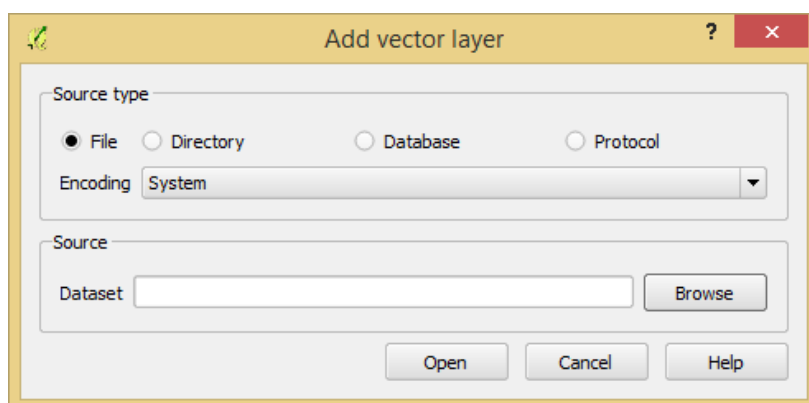 Add vector layer ? ×
Source type
File Directory Database Protocol
Encoding System
Source
Dataset Browse
Open Cancel Help